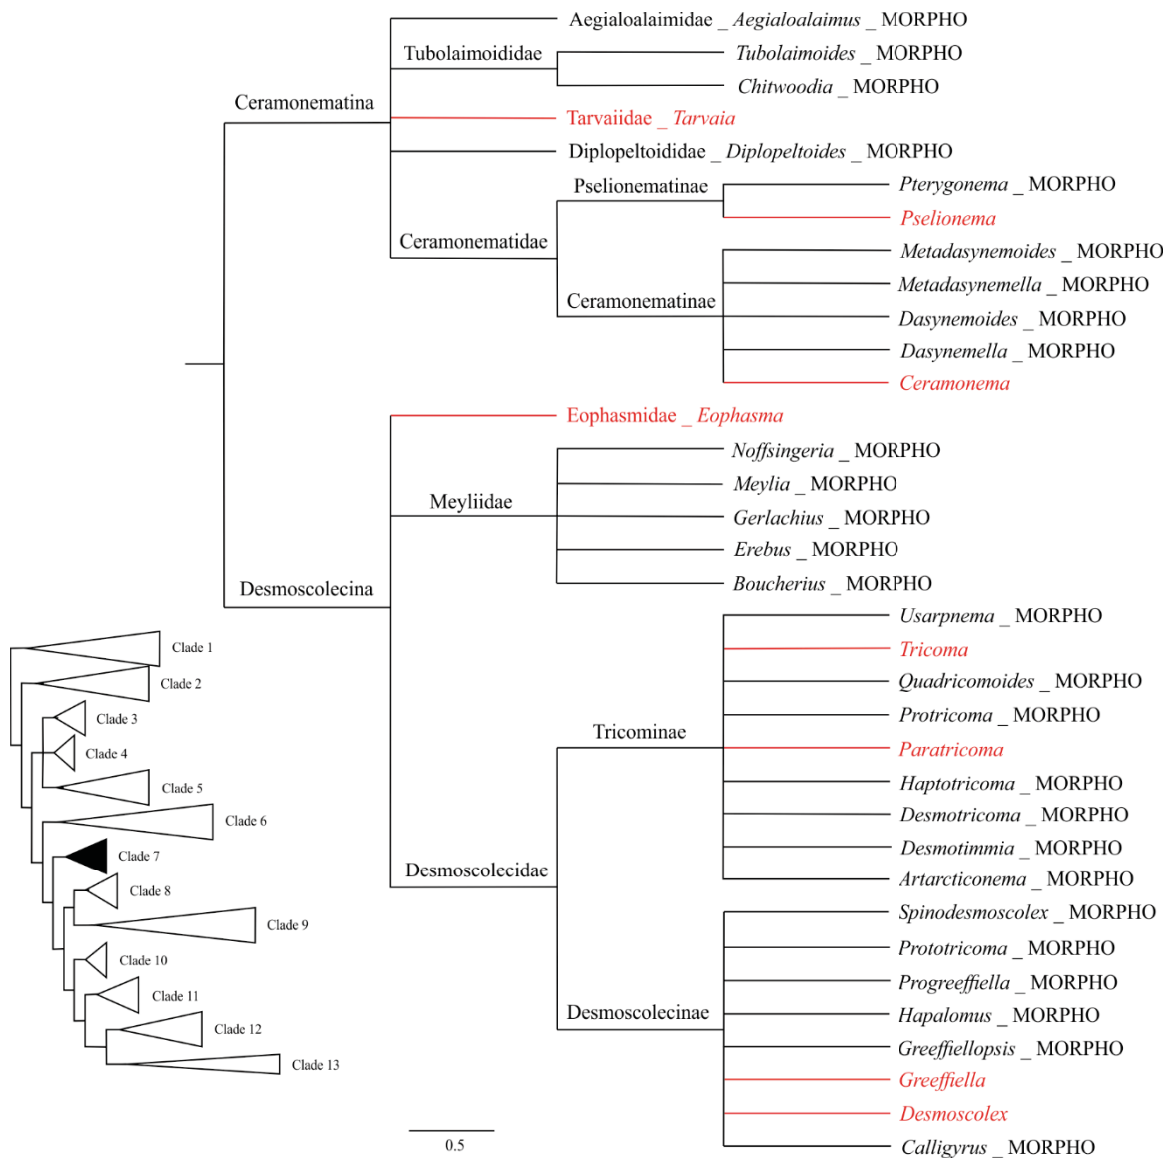 Aegialoalaimidae _ Aegialoalaimus _ MORPHO
Tubolaimoididae
Tubolaimoides _ MORPHO
Chitwoodia _ MORPHO
Ceramonematina
Tarvaiidae _ Tarvaia
Diplopeltoididae _ Diplopeltoides _ MORPHO
Pselionematinae
Pterygonema _ MORPHO
Pselionema
Ceramonematidae
Metadasynemoides _ MORPHO
Metadasynemella _ MORPHO
Ceramonematinae
Dasynemoides _ MORPHO
Dasynemella _ MORPHO
Ceramonema
Eophasmidae _ Eophasma
Noffsingeria _ MORPHO
Meylia _ MORPHO
Meyliidae
Gerlachius _ MORPHO
Erebus _ MORPHO
Boucherius _ MORPHO
Desmoscolecina
Usarpnema _ MORPHO
Tricoma
Quadricomoides _ MORPHO
Protricoma _ MORPHO
Tricominae
Paratricoma
Haptotricoma _ MORPHO
Desmotricoma _ MORPHO
Desmotimmia _ MORPHO
Artarcticonema _ MORPHO
Desmoscolecidae
Spinodesmoscolex _ MORPHO
Prototricoma _ MORPHO
Progreeffiella _ MORPHO
Desmoscolecinae
Hapalomus _ MORPHO
Greeffiellopsis _ MORPHO
Greeffiella
Desmoscolex
Calligyrus _ MORPHO
Clade 1
Clade 2
Clade 3
Clade 4
Clade 5
Clade 6
Clade 7
Clade 8
Clade 9
Clade 10
Clade 11
Clade 12
Clade 13
0.5